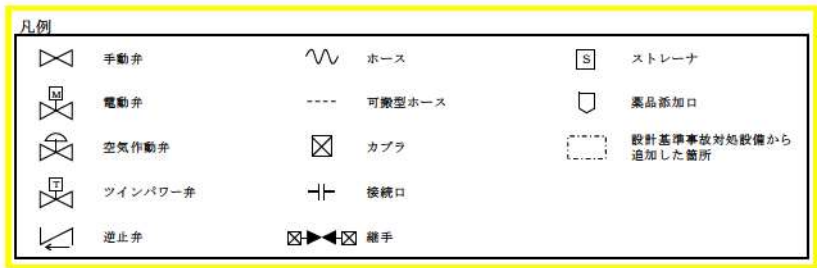 凡例
手動弁
ホース
S
ストレーナ
M
電動弁
可搬型ホース
薬品添加口
空気作動弁
カプラ
設計基準事故対処設備から
追加した箇所
T
ツインパワー弁
接続口
逆止弁
継手